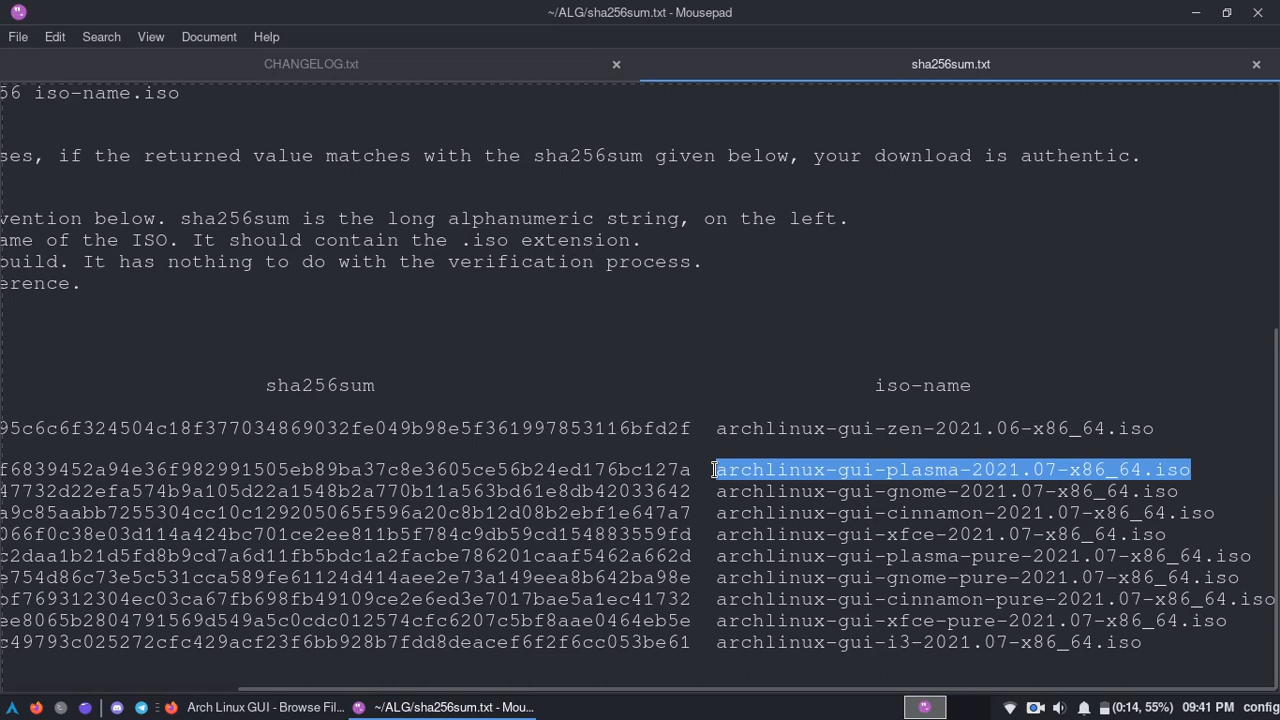 ~/ALG/sha256sum.txt - Mousepad
File Edit Search View Document Help
CHANGELOG.txt sha256sum.txt
56 iso-name.iso
ses, if the returned value matches with the sha256sum given below, your download is authentic.
vention below. sha256sum is the long alphanumeric string, on the left.
ame of the ISO. It should contain the .iso extension.
build. It has nothing to do with the verification process.
erence.
sha256sum iso-name
95c6c6f324504c18f377034869032fe049b98e5f361997853116bfd2f archlinux-gui-zen-2021.06-x86_64.iso
f6839452a94e36f982991505eb89ba37c8e3605ce56b24ed176bc127a archlinux-gui-plasma-2021.07-x86_64.iso
47732d22efa574b9a105d22a1548b2a770b11a563bd61e8db42033642 archlinux-gui-gnome-2021.07-x86_64.iso
a9c85aabb7255304cc10c129205065f596a20c8b12d08b2ebf1e647a7 archlinux-gui-cinnamon-2021.07-x86_64.iso
066f0c38e03d114a424bc701ce2ee811b5f784c9db59cd154883559fd archlinux-gui-xfce-2021.07-x86_64.iso
c2daa1b21d5fd8b9cd7a6d11fb5bdc1a2facbe786201caaf5462a662d archlinux-gui-plasma-pure-2021.07-x86_64.iso
e754d86c73e5c531cca589fe61124d414aee2e73a149eea8b642ba98e archlinux-gui-gnome-pure-2021.07-x86_64.iso
bf769312304ec03ca67fb698fb49109ce2e6ed3e7017bae5a1ec41732 archlinux-gui-cinnamon-pure-2021.07-x86_64.iso
ee8065b2804791569d549a5c0cdc012574cfc6207c5bf8aae0464eb5e archlinux-gui-xfce-pure-2021.07-x86_64.iso
c49793c025272cfc429acf23f6bb928b7fdd8deacef6f2f6cc053be61 archlinux-gui-i3-2021.07-x86_64.iso
Arch Linux GUI - Browse Fil... ~/ALG/sha256sum.txt - Mou... (0:14, 55%) 09:41 PM config